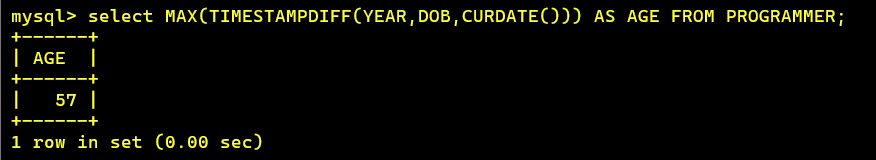 mysql> select MAX(TIMESTAMPDIFF(YEAR,DOB,CURDATE())) AS AGE FROM PROGRAMMER;
+------+
| AGE  |
+------+
|   57 |
+------+
1 row in set (0.00 sec)